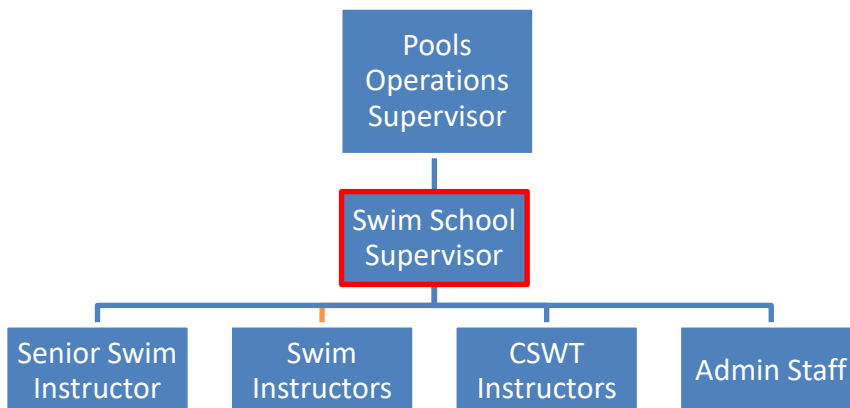 Pools
Operations
Supervisor
Swim School
Supervisor
Senior Swim
Instructor
Swim
Instructors
CSWT
Instructors
Admin Staff